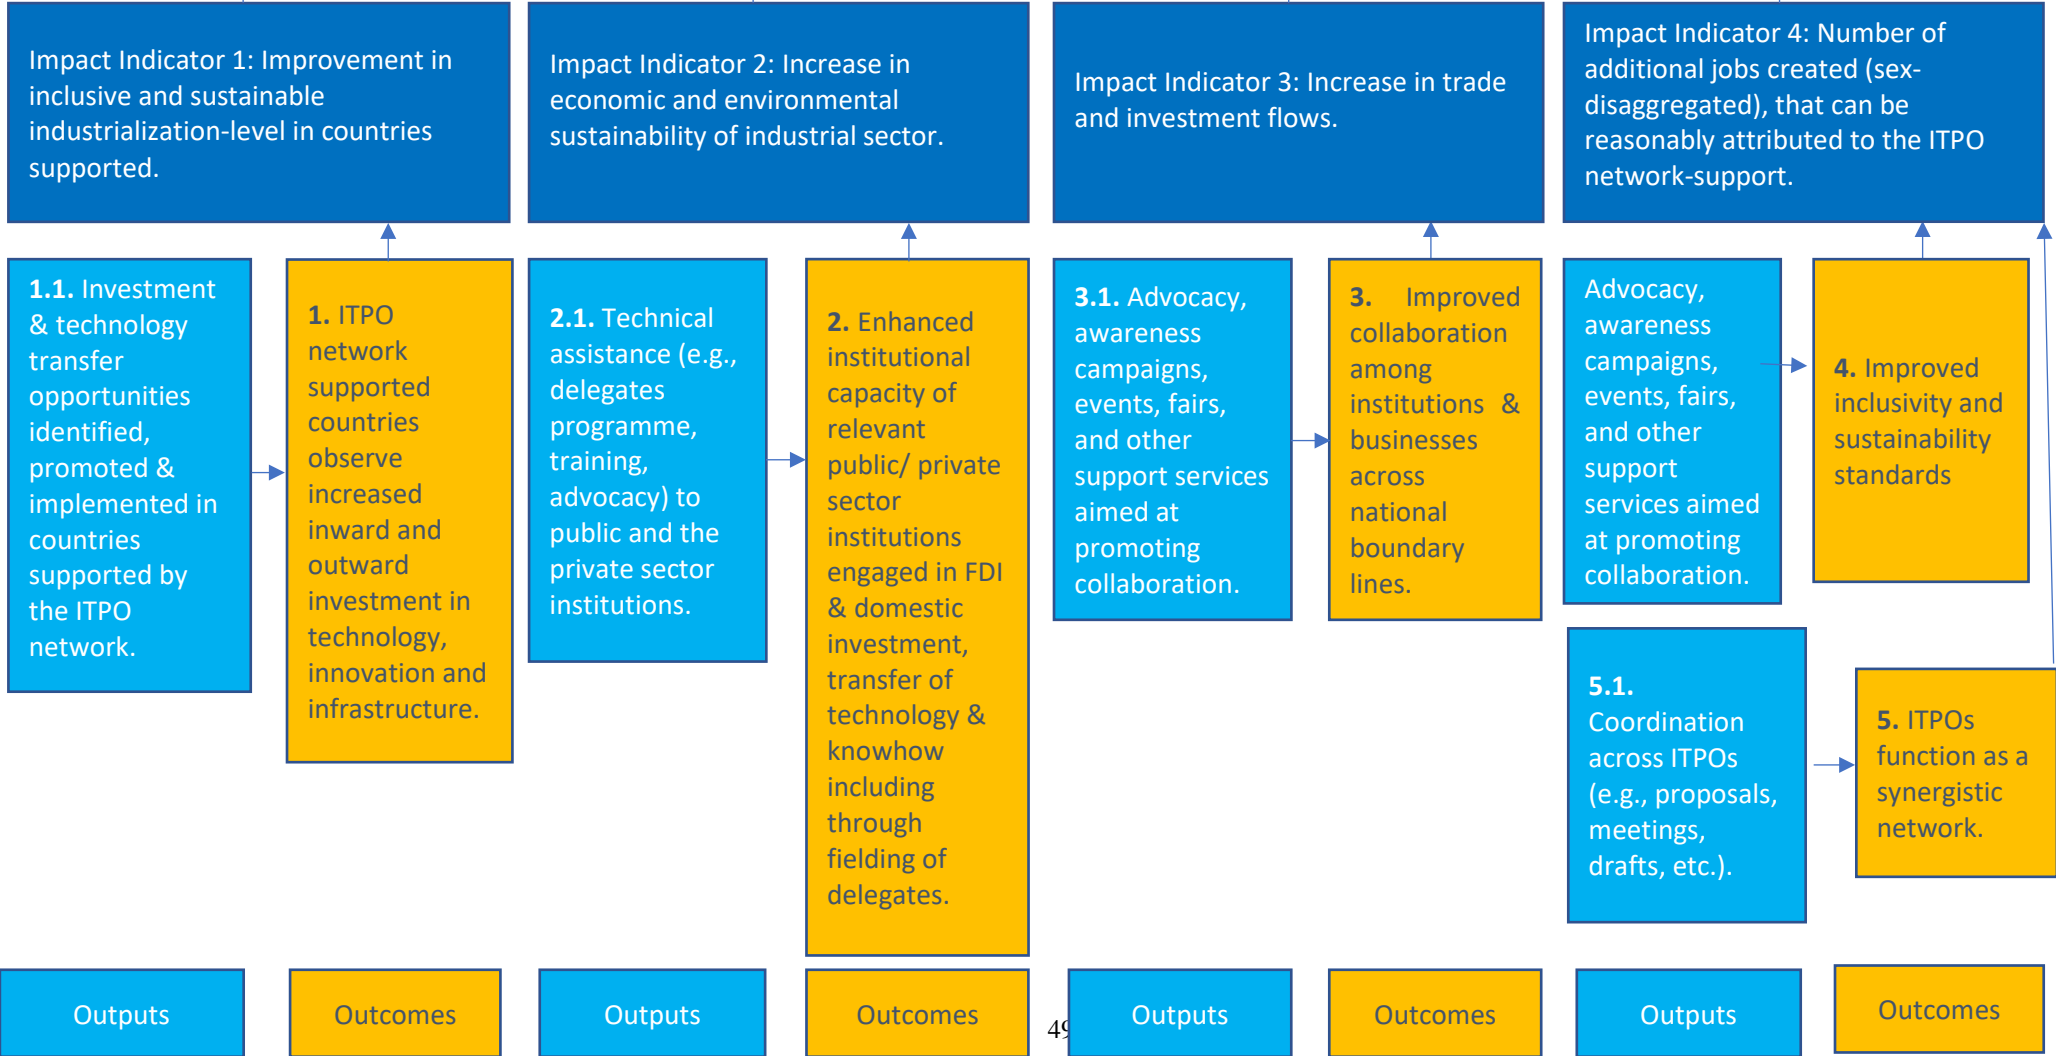 Impact Indicator 1: Improvement in
inclusive and sustainable
industrialization-level in countries
supported.
Impact Indicator 2: Increase in
economic and environmental
sustainability of industrial sector.
Impact Indicator 3: Increase in trade
and investment flows.
Impact Indicator 4: Number of
additional jobs created (sex-
disaggregated), that can be
reasonably attributed to the ITPO
network-support.
1.1. Investment
& technology
transfer
opportunities
identified,
promoted &
implemented in
countries
supported by
the ITPO
network.
1. ITPO
network
supported
countries
observe
increased
inward and
outward
investment in
technology,
innovation and
infrastructure.
2.1. Technical
assistance (e.g.,
delegates
programme,
training,
advocacy) to
public and the
private sector
institutions.
2. Enhanced
institutional
capacity of
relevant
public/ private
sector
institutions
engaged in FDI
& domestic
investment,
transfer of
technology &
knowhow
including
through
fielding of
delegates.
3.1. Advocacy,
awareness
campaigns,
events, fairs,
and other
support services
aimed at
promoting
collaboration.
3. Improved
collaboration
among
institutions &
businesses
across
national
boundary
lines.
Advocacy,
awareness
campaigns,
events, fairs,
and other
support
services aimed
at promoting
collaboration.
4. Improved
inclusivity and
sustainability
standards
5.1.
Coordination
across ITPOs
(e.g., proposals,
meetings,
drafts, etc.).
5. ITPOs
function as a
synergistic
network.
Outputs
Outcomes
Outputs
Outcomes
49
Outputs
Outcomes
Outputs
Outcomes